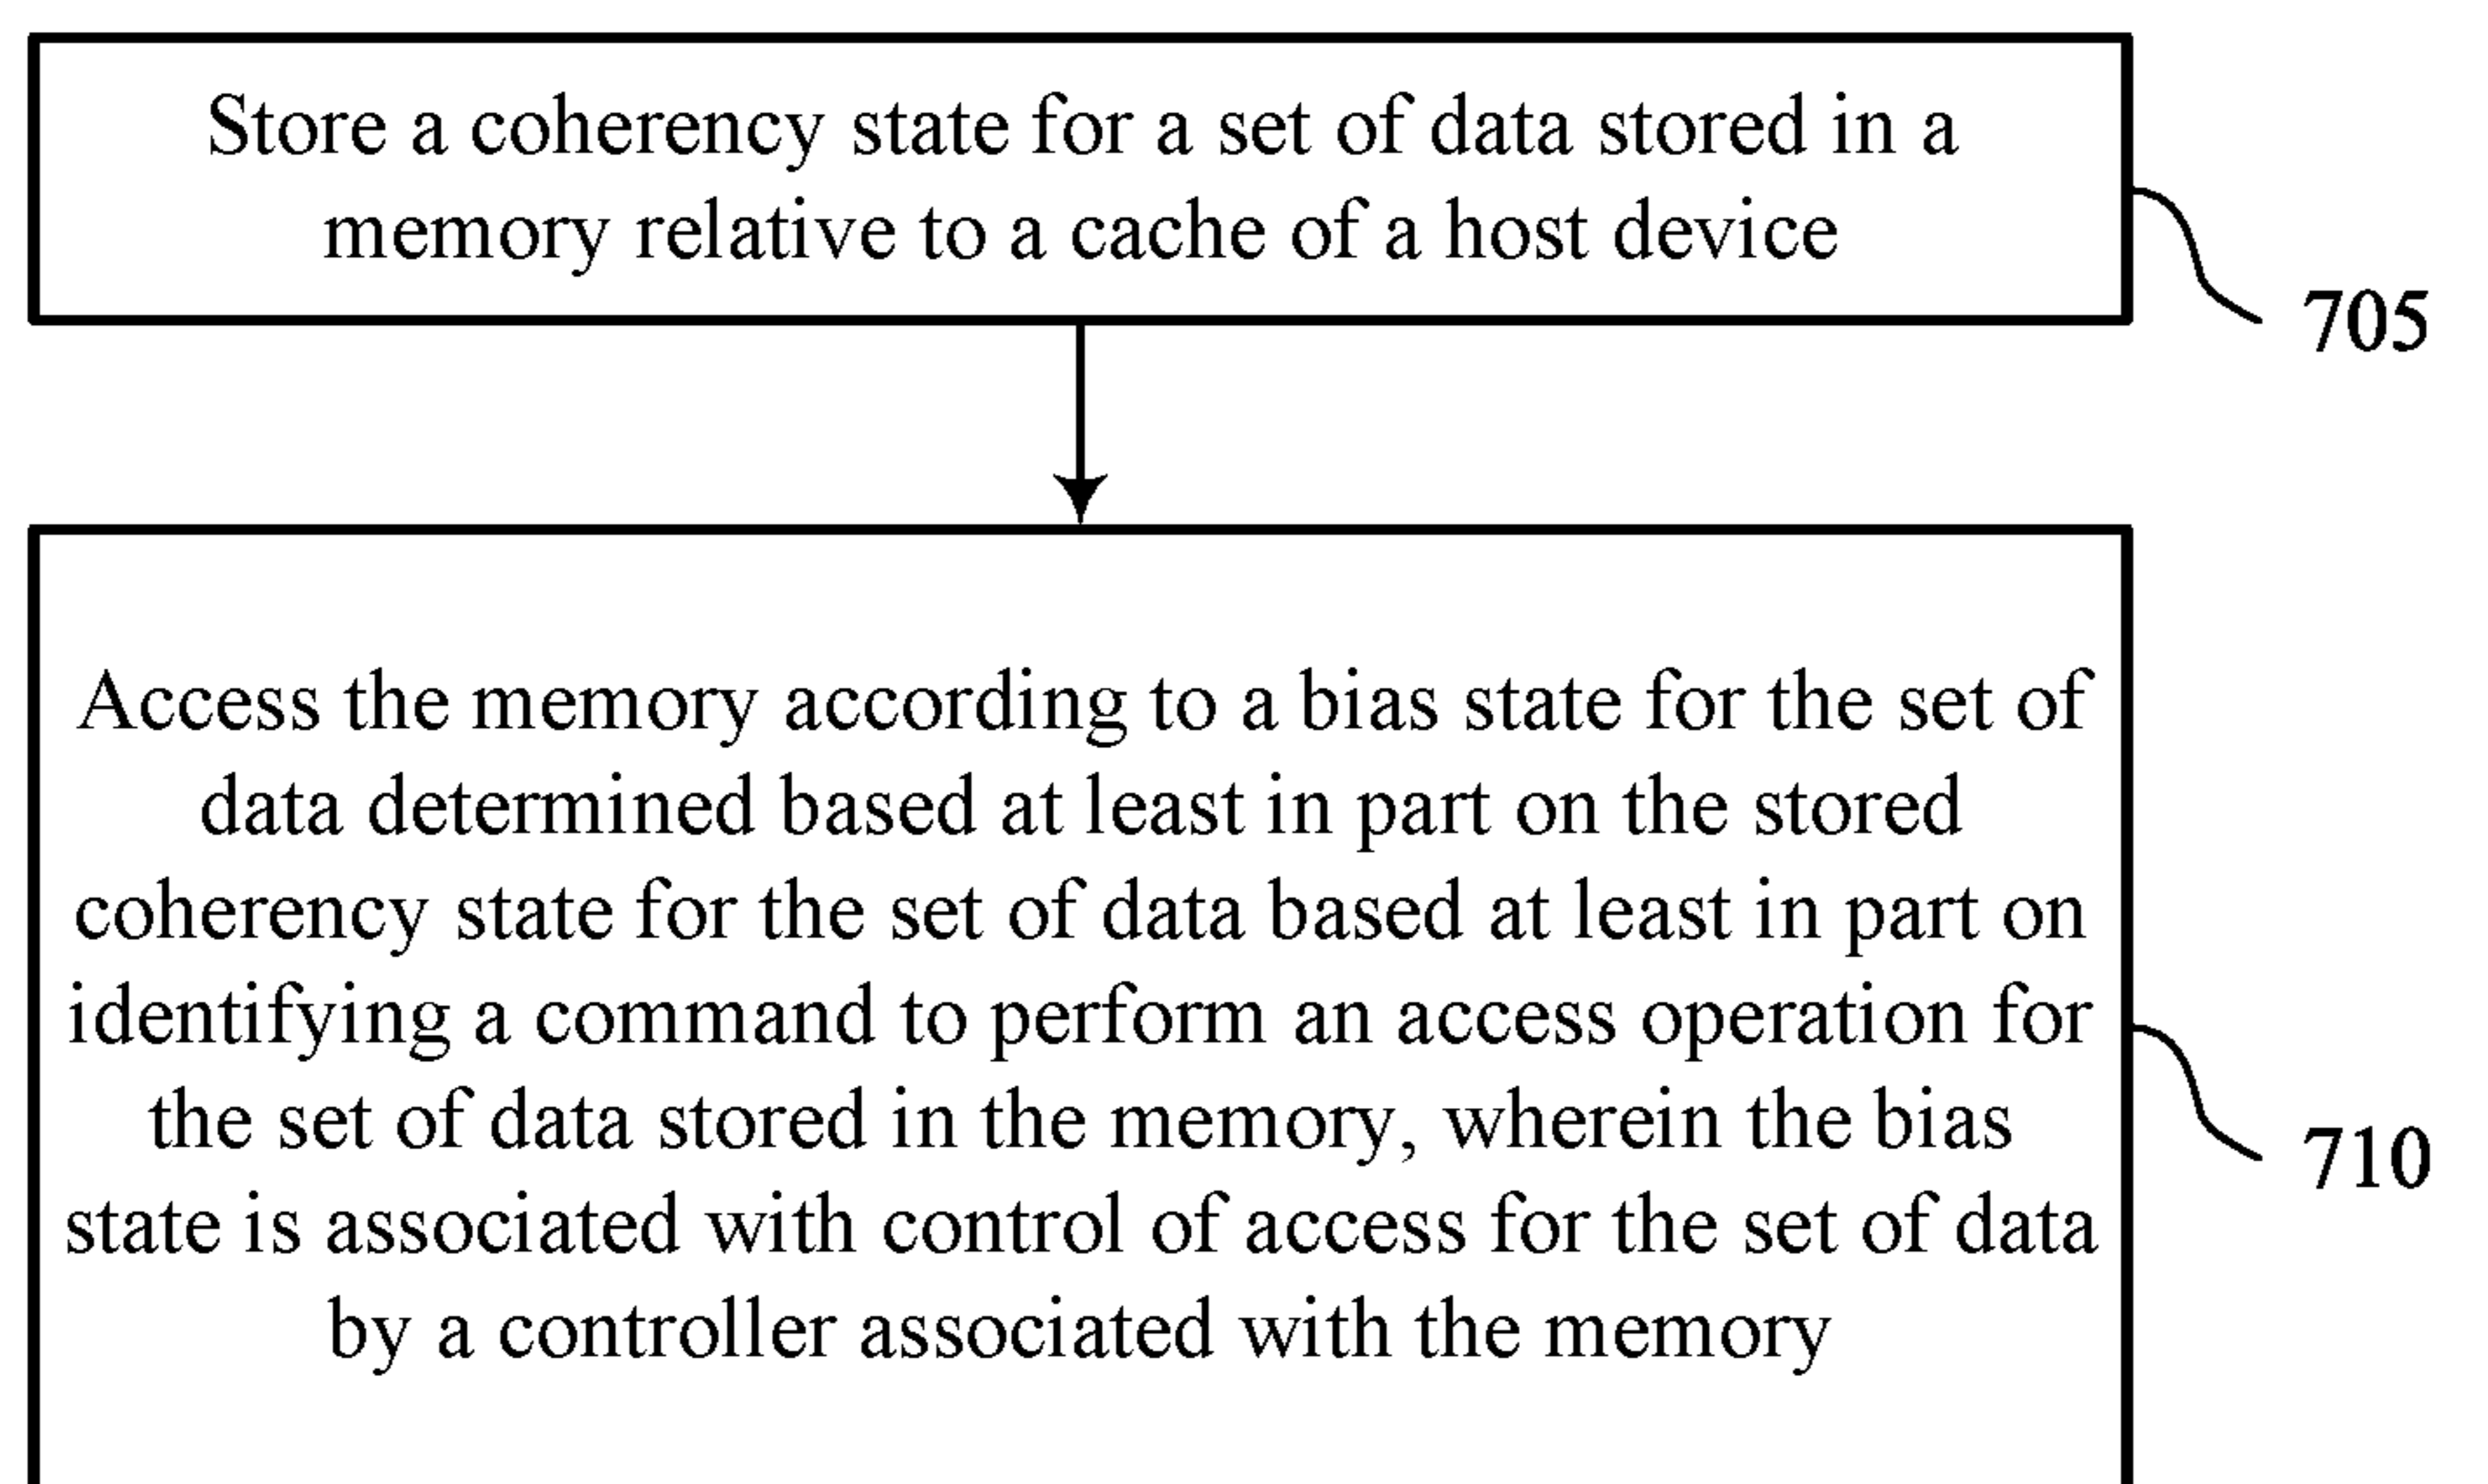 Store a coherency state for a set of data stored in a
memory relative to a cache of a host device
705
Access the memory according to a bias state for the set of
data determined based at least in part on the stored
coherency state for the set of data based at least in part on
identifying a command to perform an access operation for
the set of data stored in the memory, wherein the bias
state is associated with control of access for the set of data
by a controller associated with the memory
710